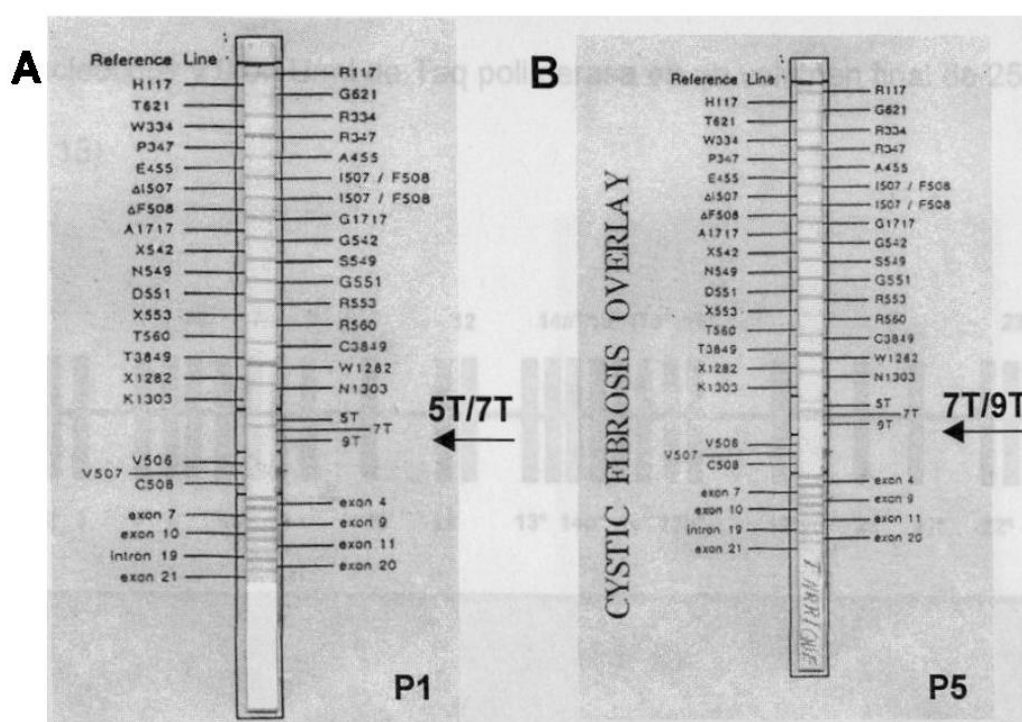 A
Reference Line
R117
H117
G621
T621
R334
W334
R347
P347
A455
E455
I507 / F508
ΔI507
I507 / F508
ΔF508
G1717
A1717
G542
X542
S549
N549
G551
D551
R553
X553
R560
T560
C3849
T3849
W1282
X1282
N1303
K1303
5T
7T
9T
5T/7T
V506
V507
C508
exon 4
exon 7
exon 9
exon 10
exon 11
intron 19
exon 20
exon 21
P1
B
CYSTIC FIBROSIS OVERLAY
Reference Line
R117
H117
G621
T621
R334
W334
R347
P347
A455
E455
I507 / F508
ΔI507
I507 / F508
ΔF508
G1717
A1717
G542
X542
S549
N549
G551
D551
R553
X553
R560
T560
C3849
T3849
W1282
X1282
N1303
K1303
5T
7T
9T
7T/9T
V506
V507
C508
exon 4
exon 7
exon 9
exon 10
exon 11
intron 19
exon 20
exon 21
P5